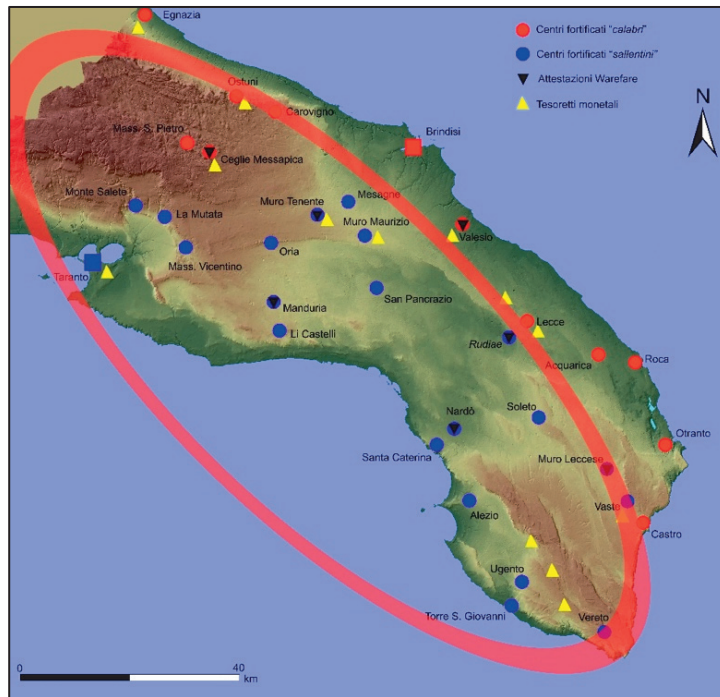 Egnazia
Centri fortificati "calabri"
Centri fortificati "sallentini"
Attestazioni Warefare
Tesoretti monetali
N
Ostuni
Carovigno
Brindisi
Mass. S. Pietro
Ceglie Messapica
Monte Salete
La Mutata
Muro Tenente
Mesagne
Muro Maurizio
Valesio
Mass. Vicentino
Oria
Taranto
San Pancrazio
Manduria
Li Castelli
Lecce
Rudiae
Acquarica
Roca
Nardò
Soleto
Otranto
Santa Caterina
Muro Leccese
Alezio
Vaste
Castro
Ugento
Torre S. Giovanni
Vereto
0 40
km